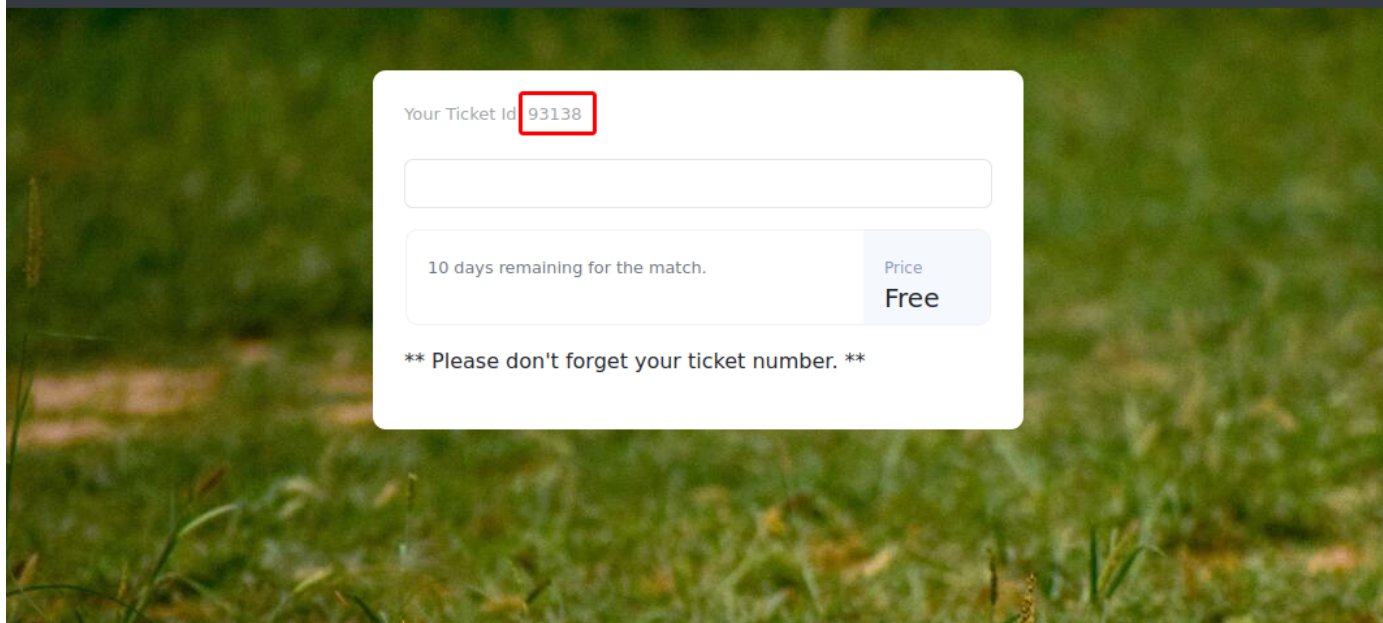 Your Ticket Id 93138
10 days remaining for the match.
Price
Free
** Please don't forget your ticket number. **